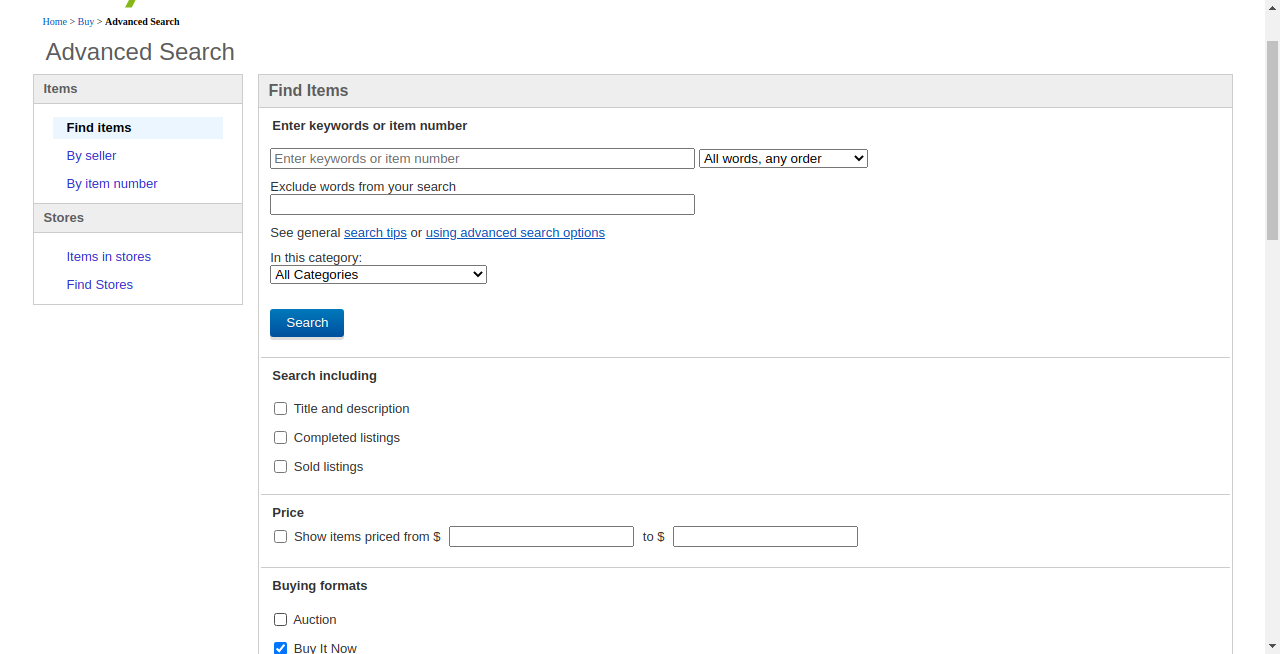 Home > Buy > Advanced Search
Advanced Search
Items
Find items
By seller
By item number
Stores
Items in stores
Find Stores
Find Items
Enter keywords or item number
Enter keywords or item number All words, any order
Exclude words from your search
See general search tips or using advanced search options
In this category:
All Categories
Search
Search including
Title and description
Completed listings
Sold listings
Price
Show items priced from $ to $
Buying formats
Auction
Buy It Now